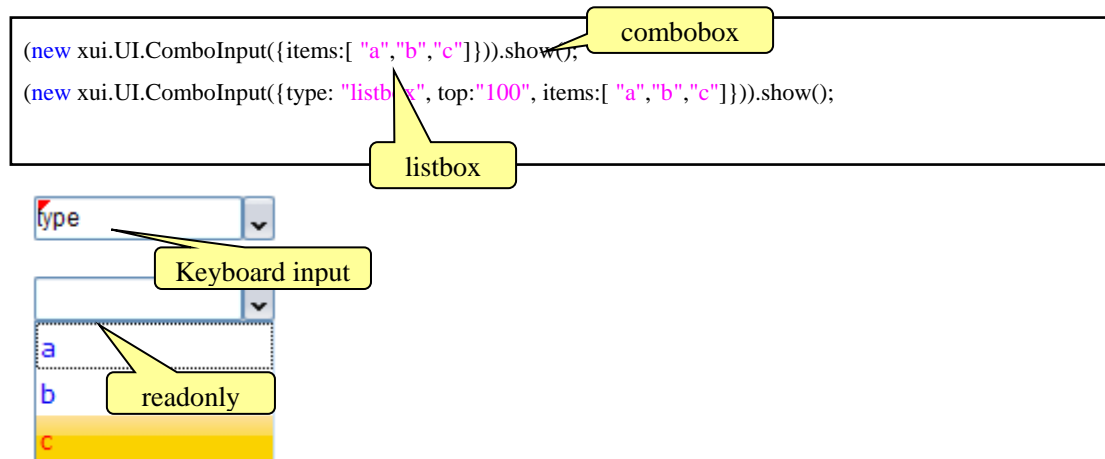 combobox
(new xui.UI.ComboInput({items:[ "a","b","c"]})).show();
(new xui.UI.ComboInput({type: "listbox", top:"100", items:[ "a","b","c"]})).show();
listbox
type
Keyboard input
a
b
readonly
c